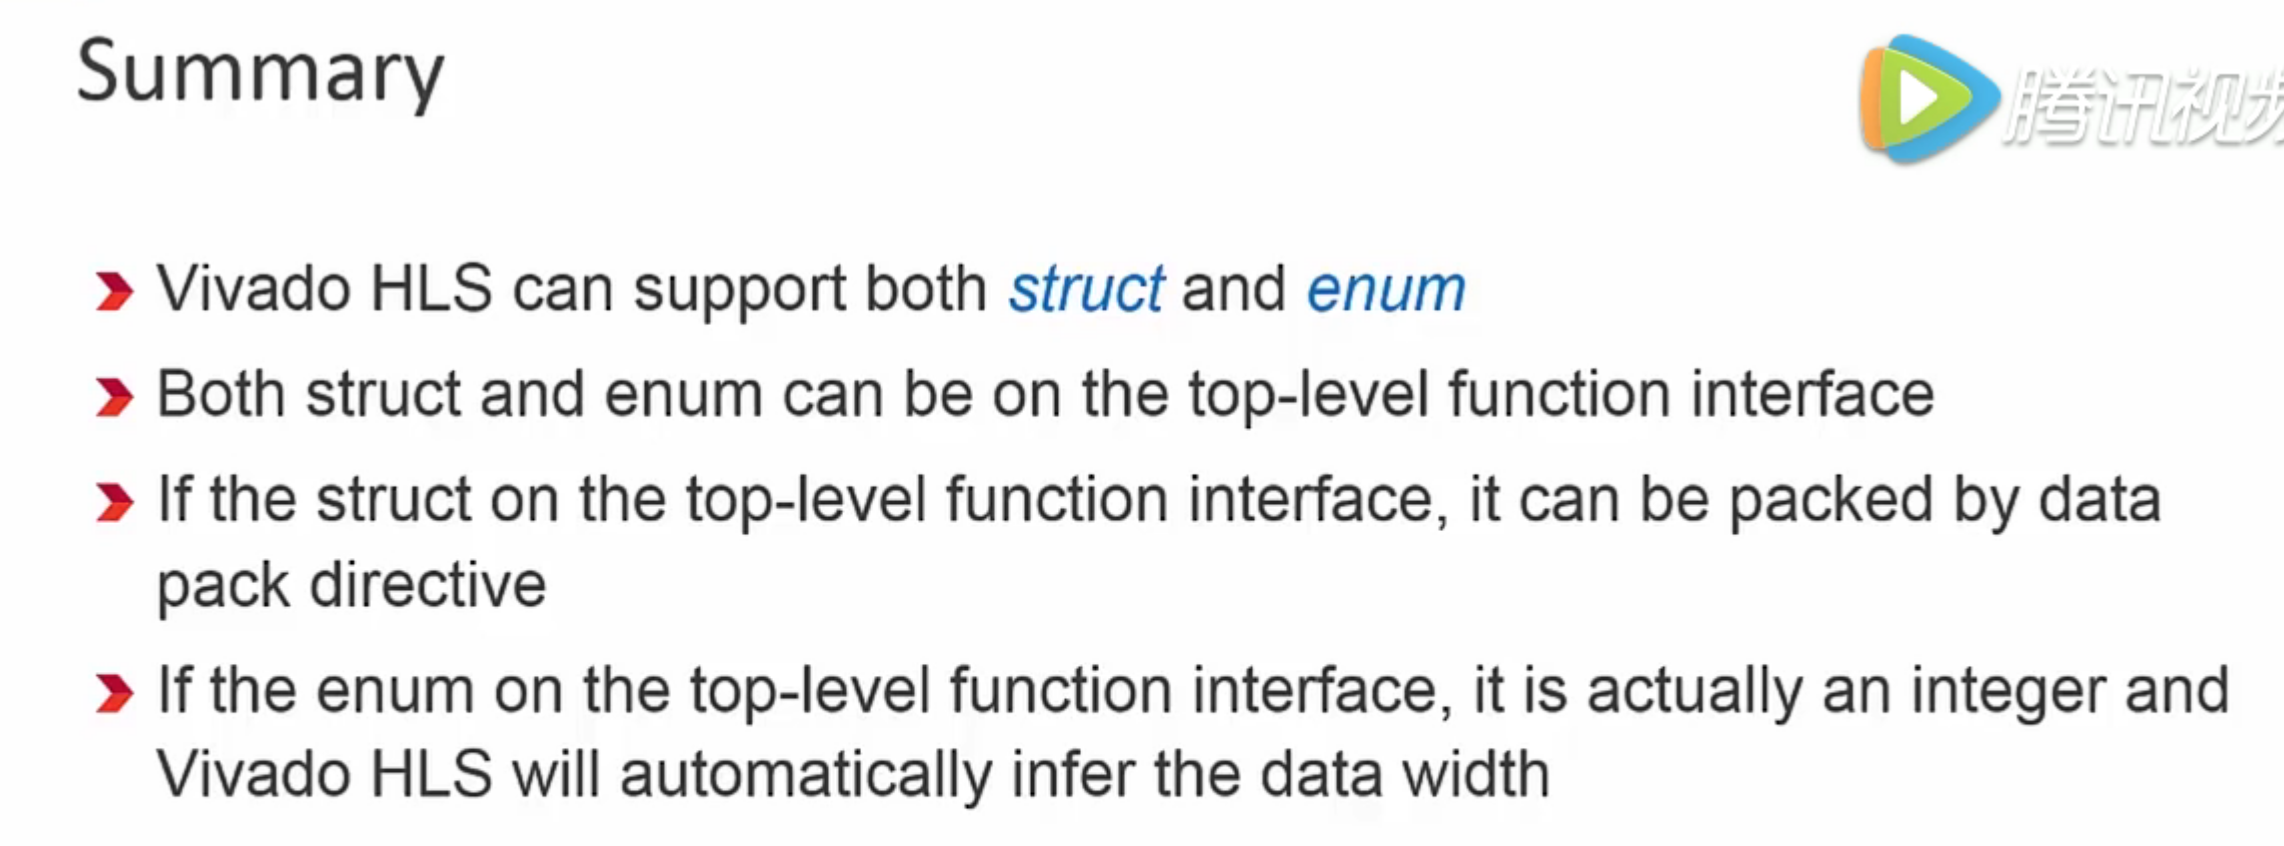 Summary
腾讯视频
Vivado HLS can support both struct and enum
Both struct and enum can be on the top-level function interface
If the struct on the top-level function interface, it can be packed by data
pack directive
If the enum on the top-level function interface, it is actually an integer and
Vivado HLS will automatically infer the data width